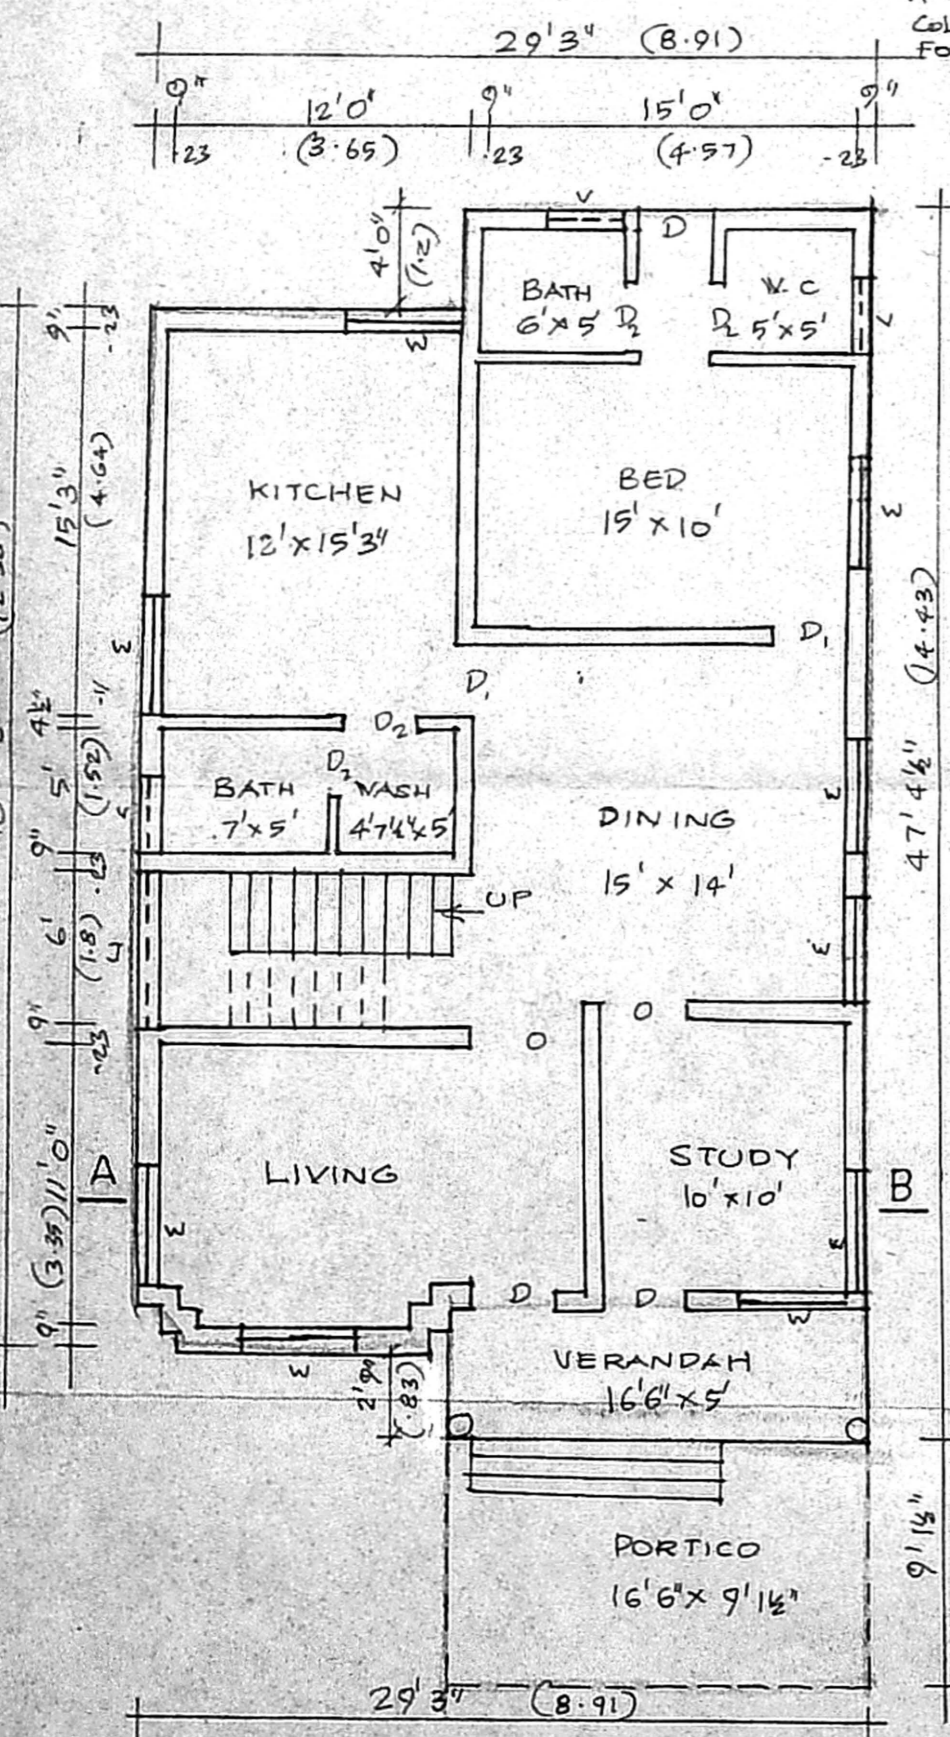 COL
FO
29'3" (8.91)
9" 12'0" 9" 15'0" 9"
.23 (3.65) .23 (4.57) .23
4'0"
(1.2)
V
D
BATH
6'x5'
D2
D2
W.C
5'x5'
V
W
9"
.23
15'3"
(4.64)
KITCHEN
12'x15'3"
BED
15'x10'
W
W
D1
D1
4½"
.11
D2
5'
(1.52)
BATH
7'x5'
D2
WASH
4'7½"x5'
W
DINING
15' x 14'
(14.43)
47' 4½"
9"
.23
UP
6'
(1.8)
W
9"
.23
O
O
(3.35) 11'0"
A
LIVING
STUDY
10'x10'
B
W
W
D
D
W
9"
W
2'9"
(.83)
VERANDAH
16'6"x5'
PORTICO
16'6"x 9'1½"
9'1½"
29'3" (8.91)